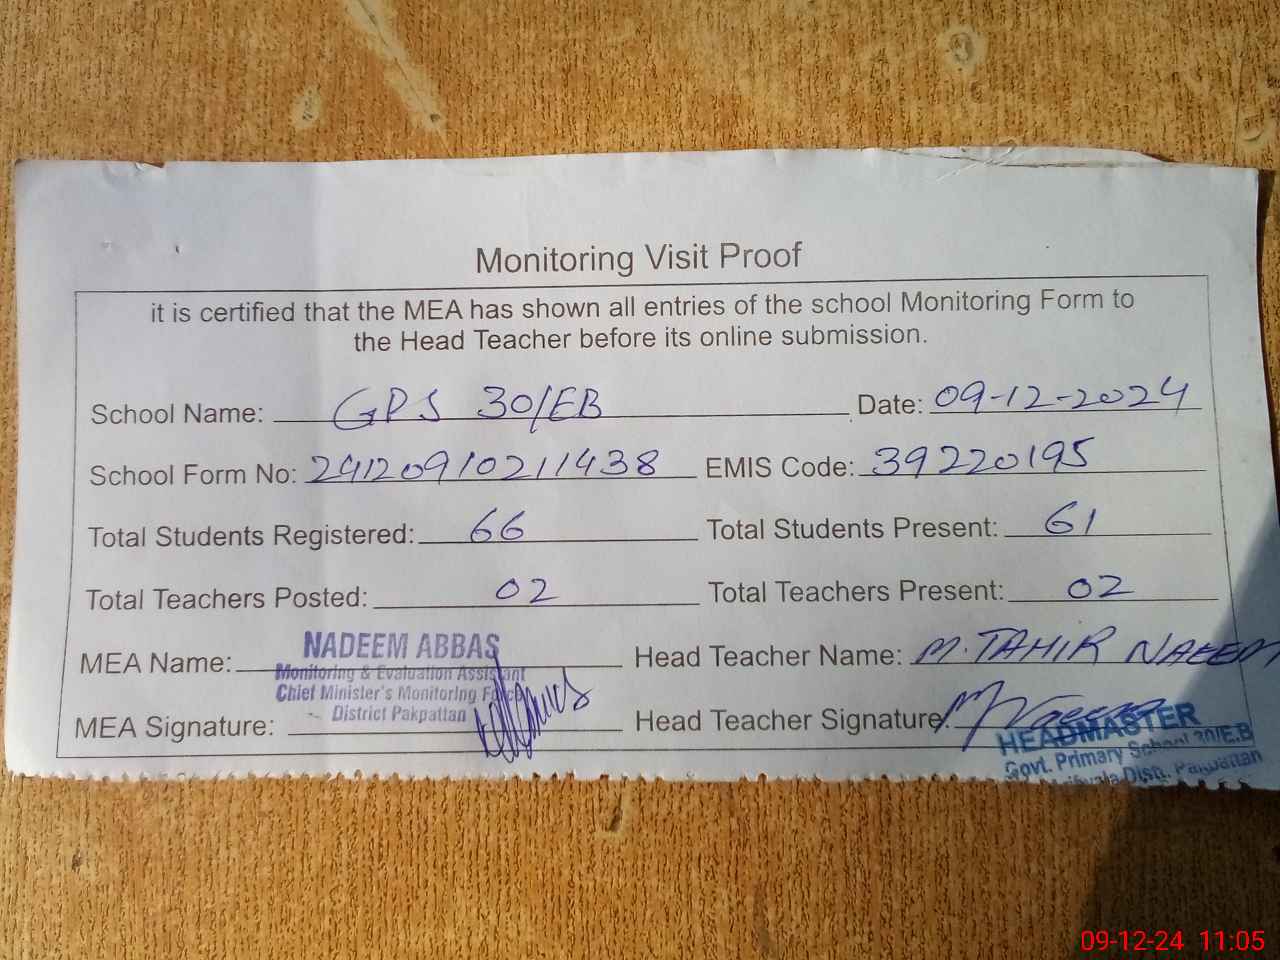 Monitoring Visit Proof
it is certified that the MEA has shown all entries of the school Monitoring Form to
the Head Teacher before its online submission.
School Name: GPS 30/EB Date: 09-12-2024
School Form No: 24120910211438 EMIS Code: 39220195
Total Students Registered: 66 Total Students Present: 61
Total Teachers Posted: 02 Total Teachers Present: 02
MEA Name: NADEEM ABBAS Head Teacher Name: M. TAHIR NAEEM
Monitoring & Evaluation Assistant
Chief Minister's Monitoring Force
District Pakpattan
MEA Signature: Head Teacher Signature:
HEADMASTER
Govt. Primary School 30/E.B
Distt. Pakpattan
09-12-24 11:05